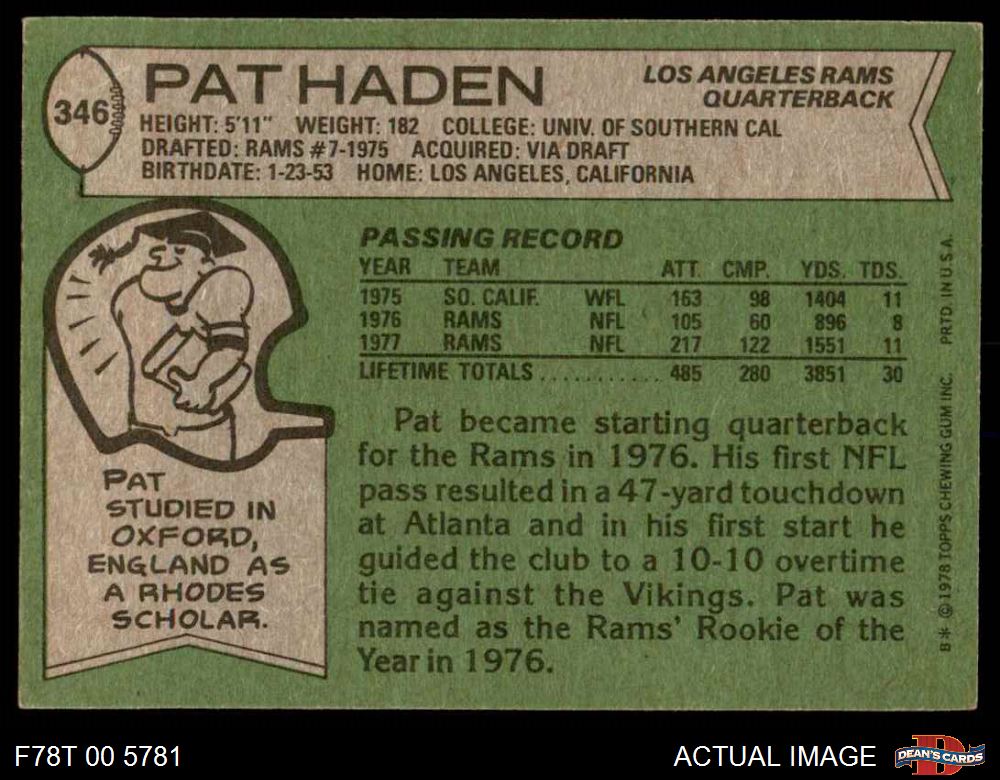 346
PAT HADEN
LOS ANGELES RAMS
QUARTERBACK
HEIGHT: 5'11" WEIGHT: 182 COLLEGE: UNIV. OF SOUTHERN CAL
DRAFTED: RAMS #7-1975 ACQUIRED: VIA DRAFT
BIRTHDATE: 1-23-53 HOME: LOS ANGELES, CALIFORNIA
PASSING RECORD
YEAR TEAM ATT. CMP. YDS. TDS.
1975 SO. CALIF. WFL 163 98 1404 11
1976 RAMS NFL 105 60 896 8
1977 RAMS NFL 217 122 1551 11
LIFETIME TOTALS ........... 485 280 3851 30
Pat became starting quarterback
for the Rams in 1976. His first NFL
pass resulted in a 47-yard touchdown
at Atlanta and in his first start he
guided the club to a 10-10 overtime
tie against the Vikings. Pat was
named as the Rams' Rookie of the
Year in 1976.
PAT
STUDIED IN
OXFORD,
ENGLAND AS
A RHODES
SCHOLAR.
B* © 1978 TOPPS CHEWING GUM INC. PRTD. IN U.S.A.
F78T 00 5781
ACTUAL IMAGE
D
DEAN'S CARDS